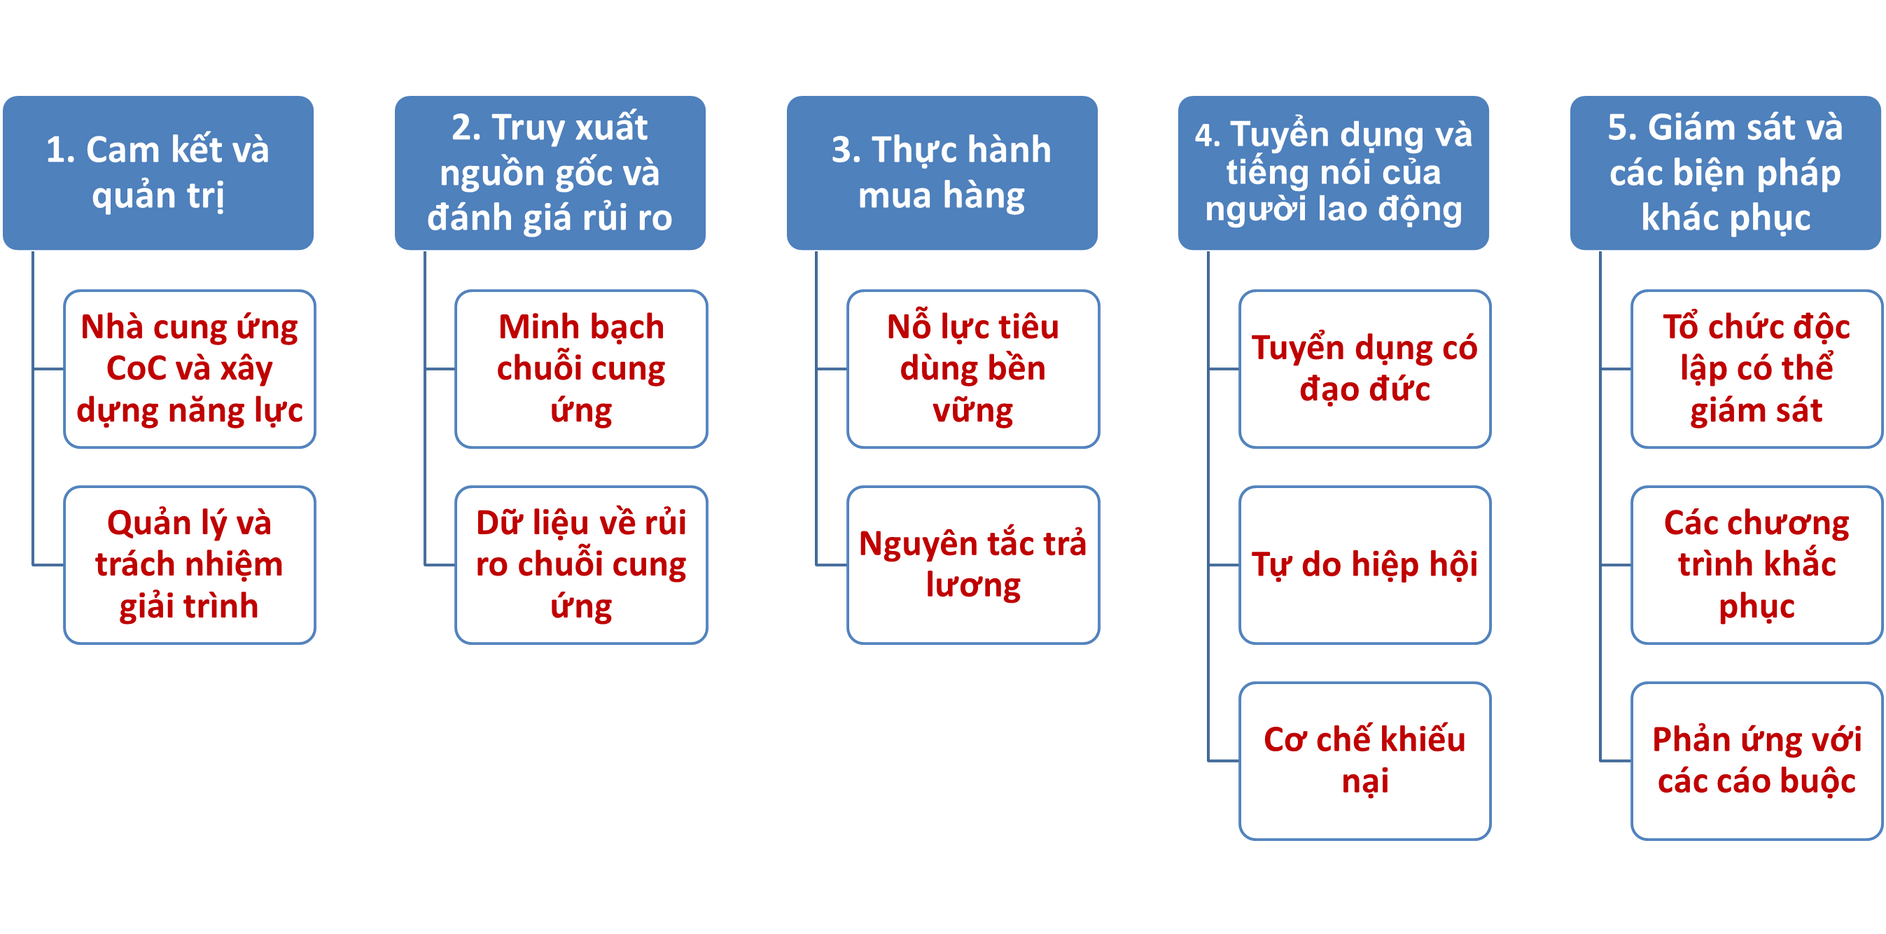 1. Cam kết và
quản trị
Nhà cung ứng
CoC và xây
dựng năng lực
Quản lý và
trách nhiệm
giải trình
2. Truy xuất
nguồn gốc và
đánh giá rủi ro
Minh bạch
chuỗi cung
ứng
Dữ liệu về rủi
ro chuỗi cung
ứng
3. Thực hành
mua hàng
Nỗ lực tiêu
dùng bền
vững
Nguyên tắc trả
lương
4. Tuyển dụng và
tiếng nói của
người lao động
Tuyển dụng có
đạo đức
Tự do hiệp hội
Cơ chế khiếu
nại
5. Giám sát và
các biện pháp
khác phục
Tổ chức độc
lập có thể
giám sát
Các chương
trình khắc
phục
Phản ứng với
các cáo buộc